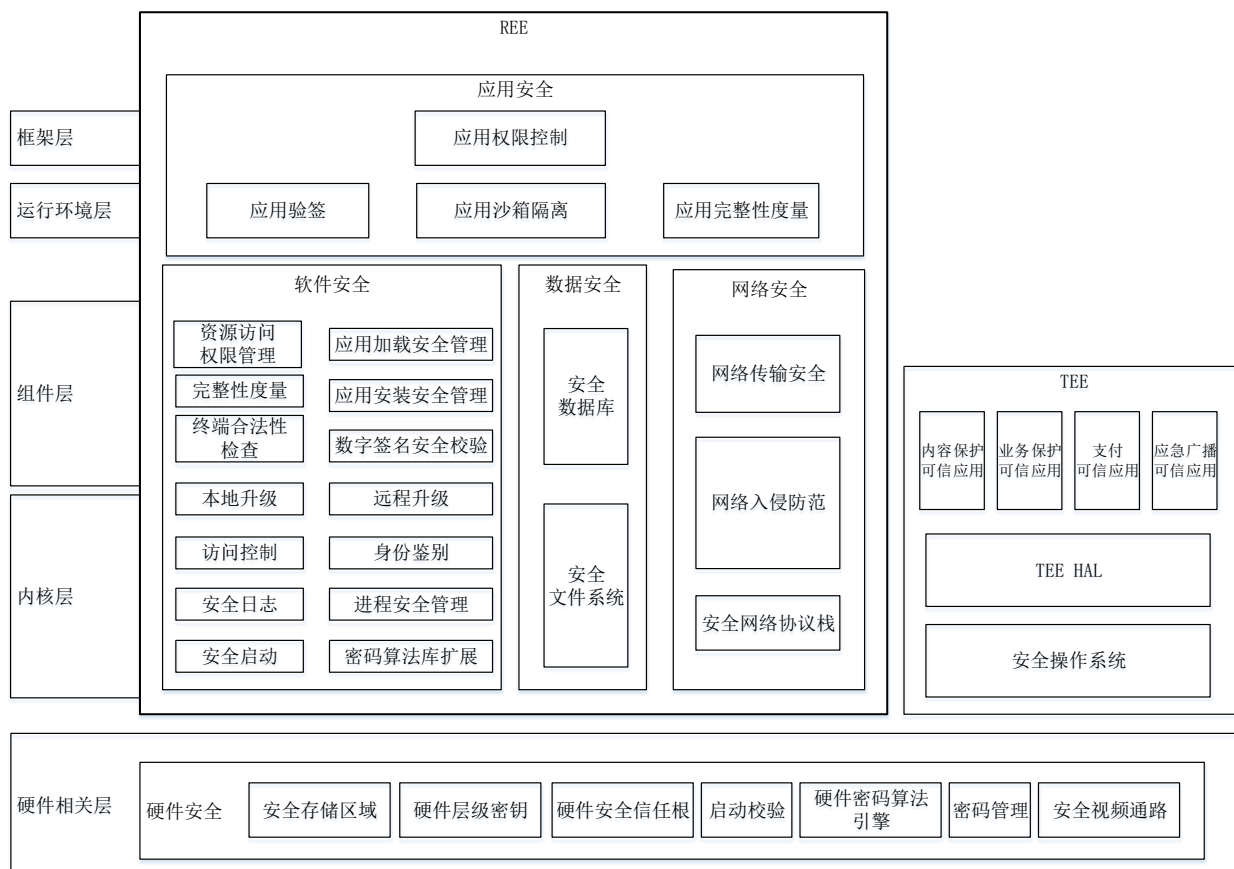 REE
应用安全
框架层
应用权限控制
运行环境层
应用验签
应用沙箱隔离
应用完整性度量
组件层
内核层
软件安全
资源访问
权限管理
应用加载安全管理
完整性度量
应用安装安全管理
终端合法性
检查
数字签名安全校验
本地升级
远程升级
访问控制
身份鉴别
安全日志
进程安全管理
安全启动
密码算法库扩展
数据安全
安全
数据库
安全
文件系统
网络安全
网络传输安全
网络入侵防范
安全网络协议栈
TEE
内容保护
可信应用
业务保护
可信应用
支付
可信应用
应急广播
可信应用
TEE HAL
安全操作系统
硬件相关层
硬件安全
安全存储区域
硬件层级密钥
硬件安全信任根
启动校验
硬件密码算法
引擎
密码管理
安全视频通路